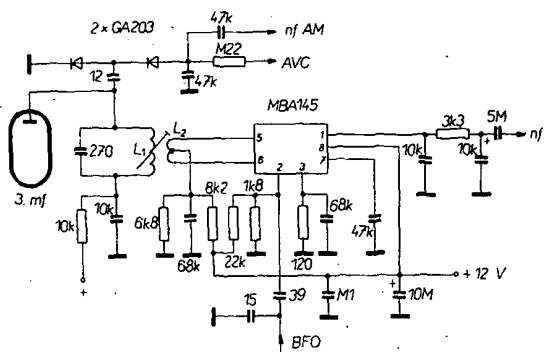 47k
nf AM
2 x GA203
M22
AVC
12
47k
MBA145
L2
5
1
3k3
5M
+
nf
270
L1
8
6
7
10k
10k
2
3
3. mf
10k
10k
6k8
68k
8k2
22k
1k8
120
68k
47k
+
+ 12 V
39
M1
+
10M
15
BFO